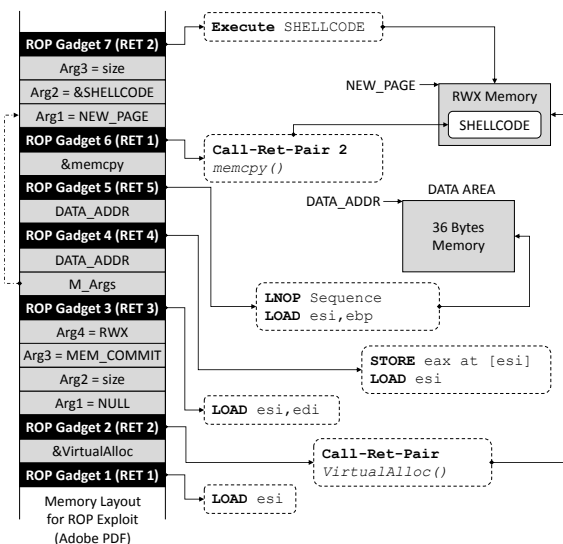 ROP Gadget 7 (RET 2)
Arg3 = size
Arg2 = &SHELLCODE
Arg1 = NEW_PAGE
ROP Gadget 6 (RET 1)
&memcpy
ROP Gadget 5 (RET 5)
DATA_ADDR
ROP Gadget 4 (RET 4)
DATA_ADDR
M_Args
ROP Gadget 3 (RET 3)
Arg4 = RWX
Arg3 = MEM_COMMIT
Arg2 = size
Arg1 = NULL
ROP Gadget 2 (RET 2)
&VirtualAlloc
ROP Gadget 1 (RET 1)
Memory Layout
for ROP Exploit
(Adobe PDF)
Execute SHELLCODE
NEW_PAGE
RWX Memory
SHELLCODE
Call-Ret-Pair 2
memcpy()
DATA AREA
DATA_ADDR
36 Bytes
Memory
LNOP Sequence
LOAD esi,ebp
STORE eax at [esi]
LOAD esi
LOAD esi,edi
Call-Ret-Pair
VirtualAlloc()
LOAD esi